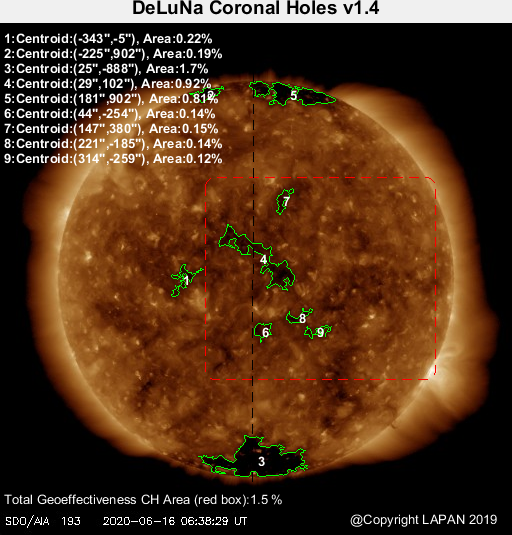 DeLuNa Coronal Holes v1.4
1:Centroid:(-343",-5"), Area:0.22%
2:Centroid:(-225",902"), Area:0.19%
3:Centroid:(25",-888"), Area:1.7%
4:Centroid:(29",102"), Area:0.92%
5:Centroid:(181",902"), Area:0.81%
6:Centroid:(44",-254"), Area:0.14%
7:Centroid:(147",380"), Area:0.15%
8:Centroid:(221",-185"), Area:0.14%
9:Centroid:(314",-259"), Area:0.12%
2
5
7
4
1
8
6
9
3
Total Geoeffectiveness CH Area (red box):1.5 %
SDO/AIA 193 2020-06-16 06:38:29 UT
@Copyright LAPAN 2019